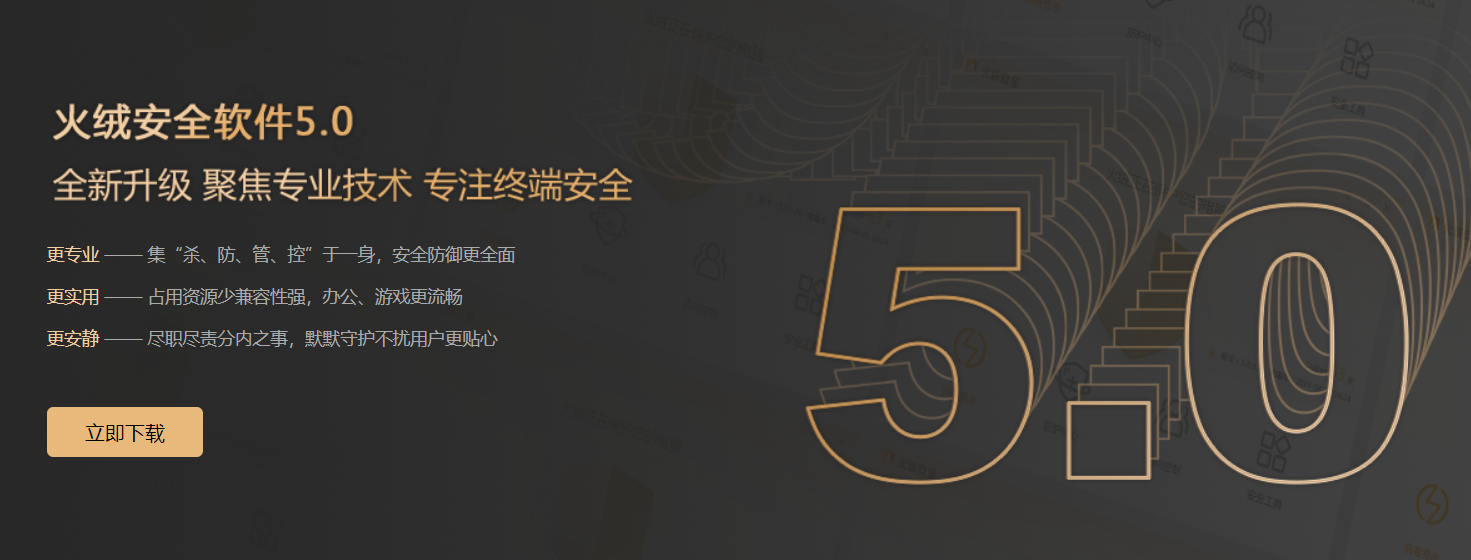 火绒安全软件5.0
全新升级 聚焦专业技术 专注终端安全
更专业 —— 集“杀、防、管、控”于一身，安全防御更全面
更实用 —— 占用资源少兼容性强，办公、游戏更流畅
更安静 —— 尽职尽责分内之事，默默守护不扰用户更贴心
立即下载
5.0
安全工具